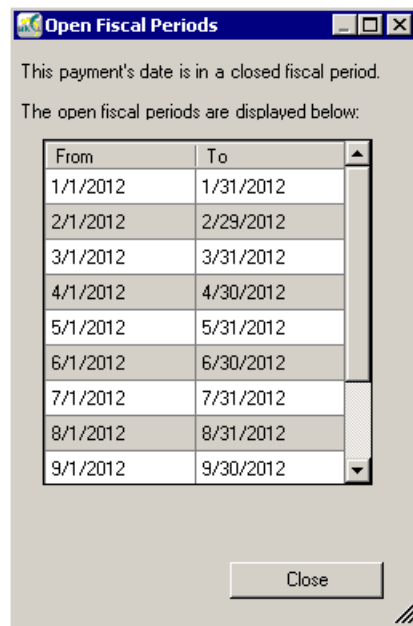 Open Fiscal Periods
This payment's date is in a closed fiscal period.
The open fiscal periods are displayed below:
From To
1/1/2012 1/31/2012
2/1/2012 2/29/2012
3/1/2012 3/31/2012
4/1/2012 4/30/2012
5/1/2012 5/31/2012
6/1/2012 6/30/2012
7/1/2012 7/31/2012
8/1/2012 8/31/2012
9/1/2012 9/30/2012
Close